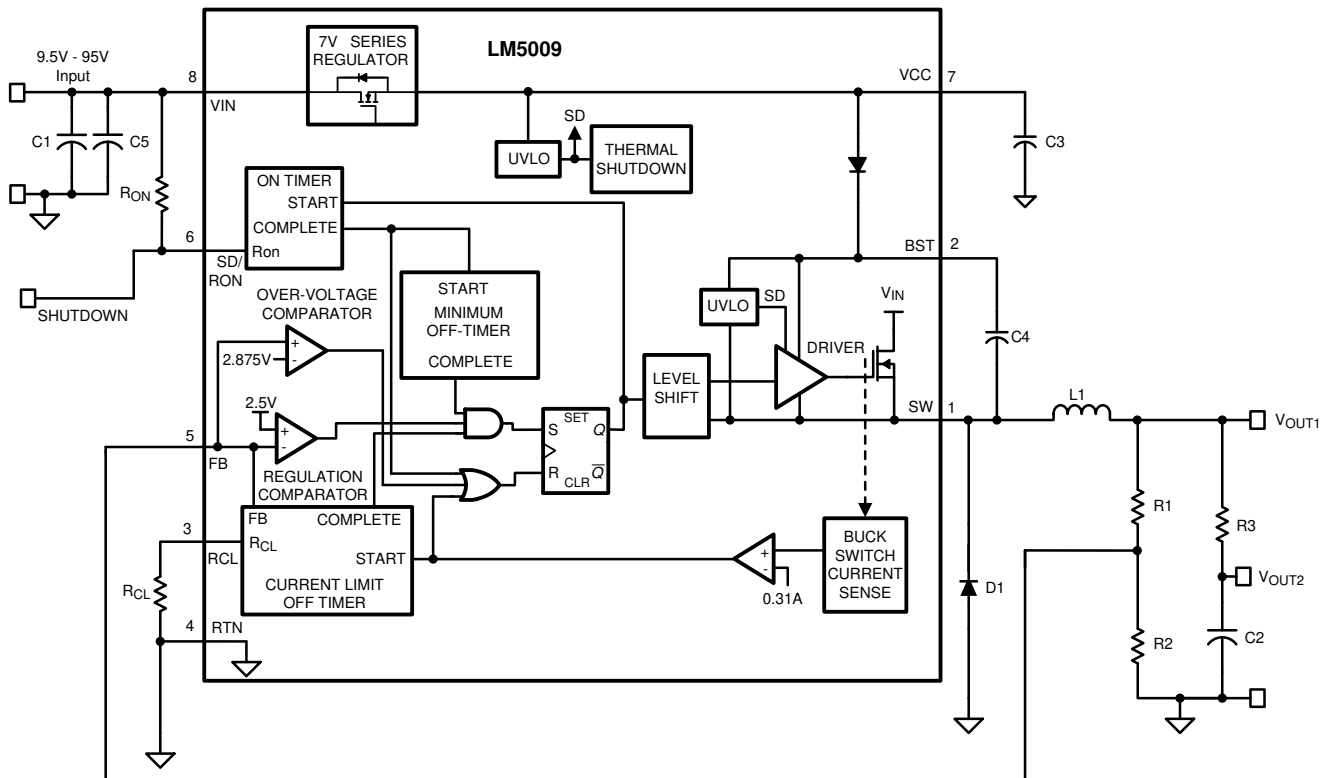 LM5009
7V SERIES
REGULATOR
9.5V - 95V
Input
8
VIN
VCC
7
C1
C5
C3
SD
UVLO
THERMAL
SHUTDOWN
RON
ON TIMER
START
COMPLETE
Ron
6
SD/
RON
SHUTDOWN
BST
2
START
MINIMUM
OFF-TIMER
COMPLETE
OVER-VOLTAGE
COMPARATOR
+
-
2.875V
UVLO
SD
VIN
DRIVER
C4
LEVEL
SHIFT
SW
1
L1
VOUT1
2.5V
+
-
5
FB
REGULATION
COMPARATOR
SET
S
Q
R
CLR
Q
R1
R3
VOUT2
FB
COMPLETE
3
RCL
RCL
START
CURRENT LIMIT
OFF TIMER
RCL
+
-
0.31A
BUCK
SWITCH
CURRENT
SENSE
D1
R2
C2
4
RTN